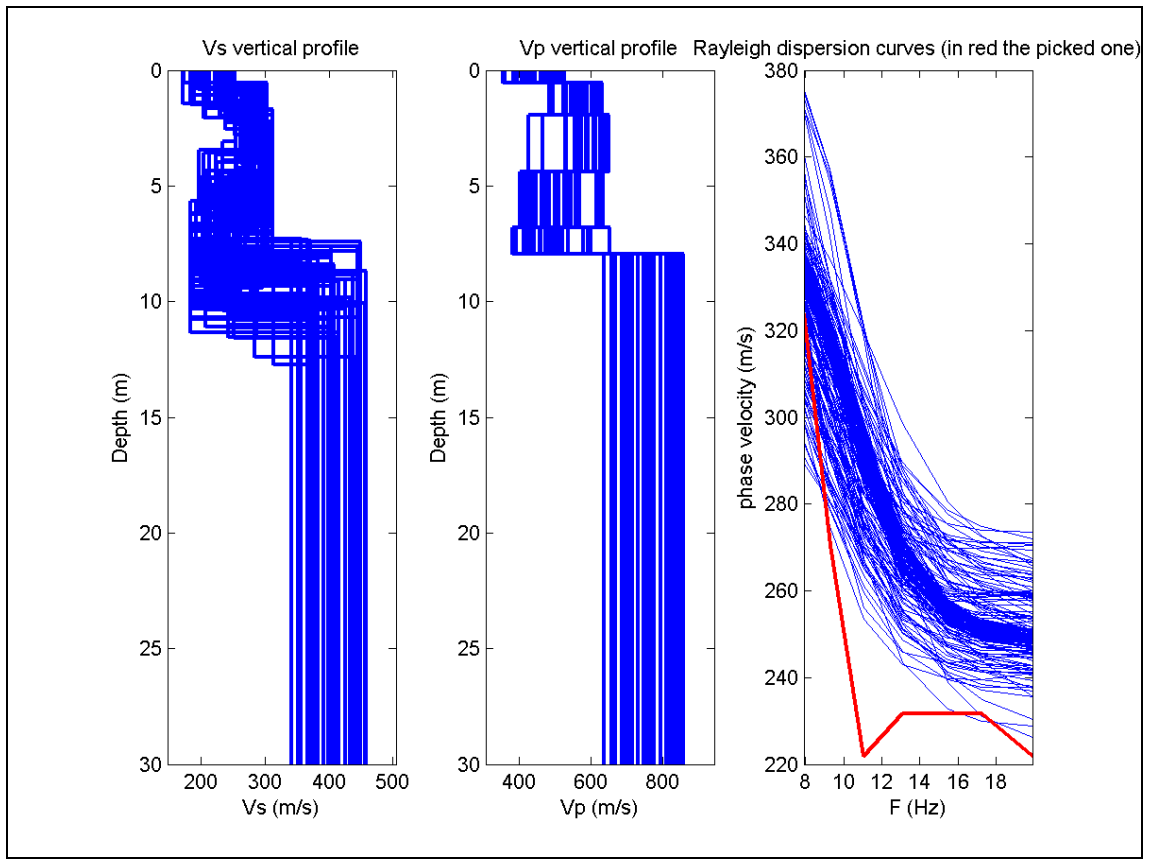 Vs vertical profile
0
5
10
15
20
25
30
Depth (m)
200 300 400 500
Vs (m/s)
Vp vertical profile
0
5
10
15
20
25
30
Depth (m)
400 600 800
Vp (m/s)
Rayleigh dispersion curves (in red the picked one)
380
360
340
320
300
280
260
240
220
phase velocity (m/s)
8 10 12 14 16 18
F (Hz)